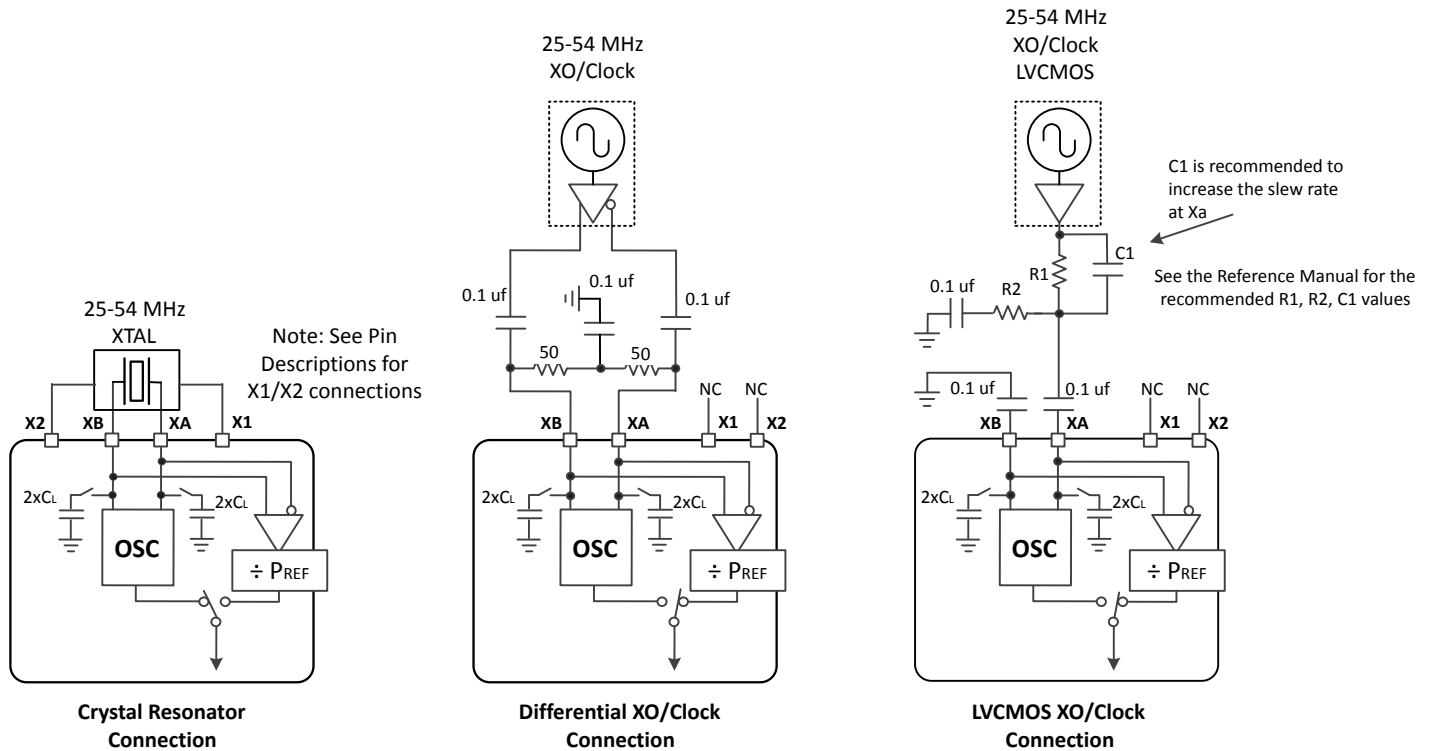 25-54 MHz
XTAL
Note: See Pin
Descriptions for
X1/X2 connections
X2
XB
XA
X1
2xCL
2xCL
OSC
÷ PREF
Crystal Resonator
Connection
25-54 MHz
XO/Clock
0.1 uf
0.1 uf
0.1 uf
50
50
NC
NC
XB
XA
X1
X2
2xCL
2xCL
OSC
÷ PREF
Differential XO/Clock
Connection
25-54 MHz
XO/Clock
LVCMOS
C1 is recommended to
increase the slew rate
at Xa
C1
R1
See the Reference Manual for the
recommended R1, R2, C1 values
0.1 uf
R2
0.1 uf
0.1 uf
NC
NC
XB
XA
X1
X2
2xCL
2xCL
OSC
÷ PREF
LVCMOS XO/Clock
Connection